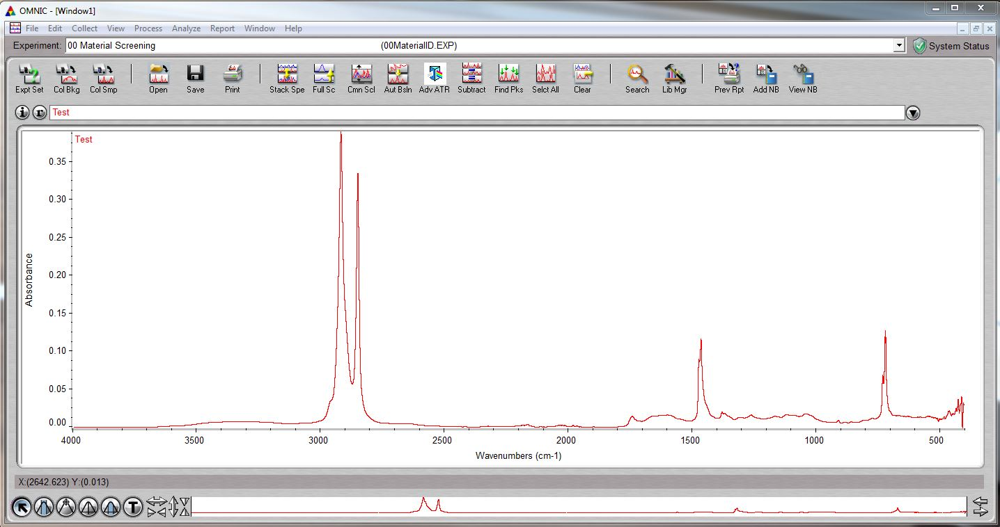 OMNIC - [Window1]
File Edit Collect View Process Analyze Report Window Help
Experiment: 00 Material Screening (00MaterialID.EXP) System Status
Expt Set Col Bkg Col Smp Open Save Print Stack Spe Full Sc Cmn Scl Aut Bsln Adv ATR Subtract Find Pks Selct All Clear Search Lib Mgr Prev Rpt Add NB View NB
i r Test
Test
0.35
0.30
0.25
0.20
0.15
0.10
0.05
0.00
Absorbance
4000 3500 3000 2500 2000 1500 1000 500
Wavenumbers (cm-1)
X:(2642.623) Y:(0.013)
T